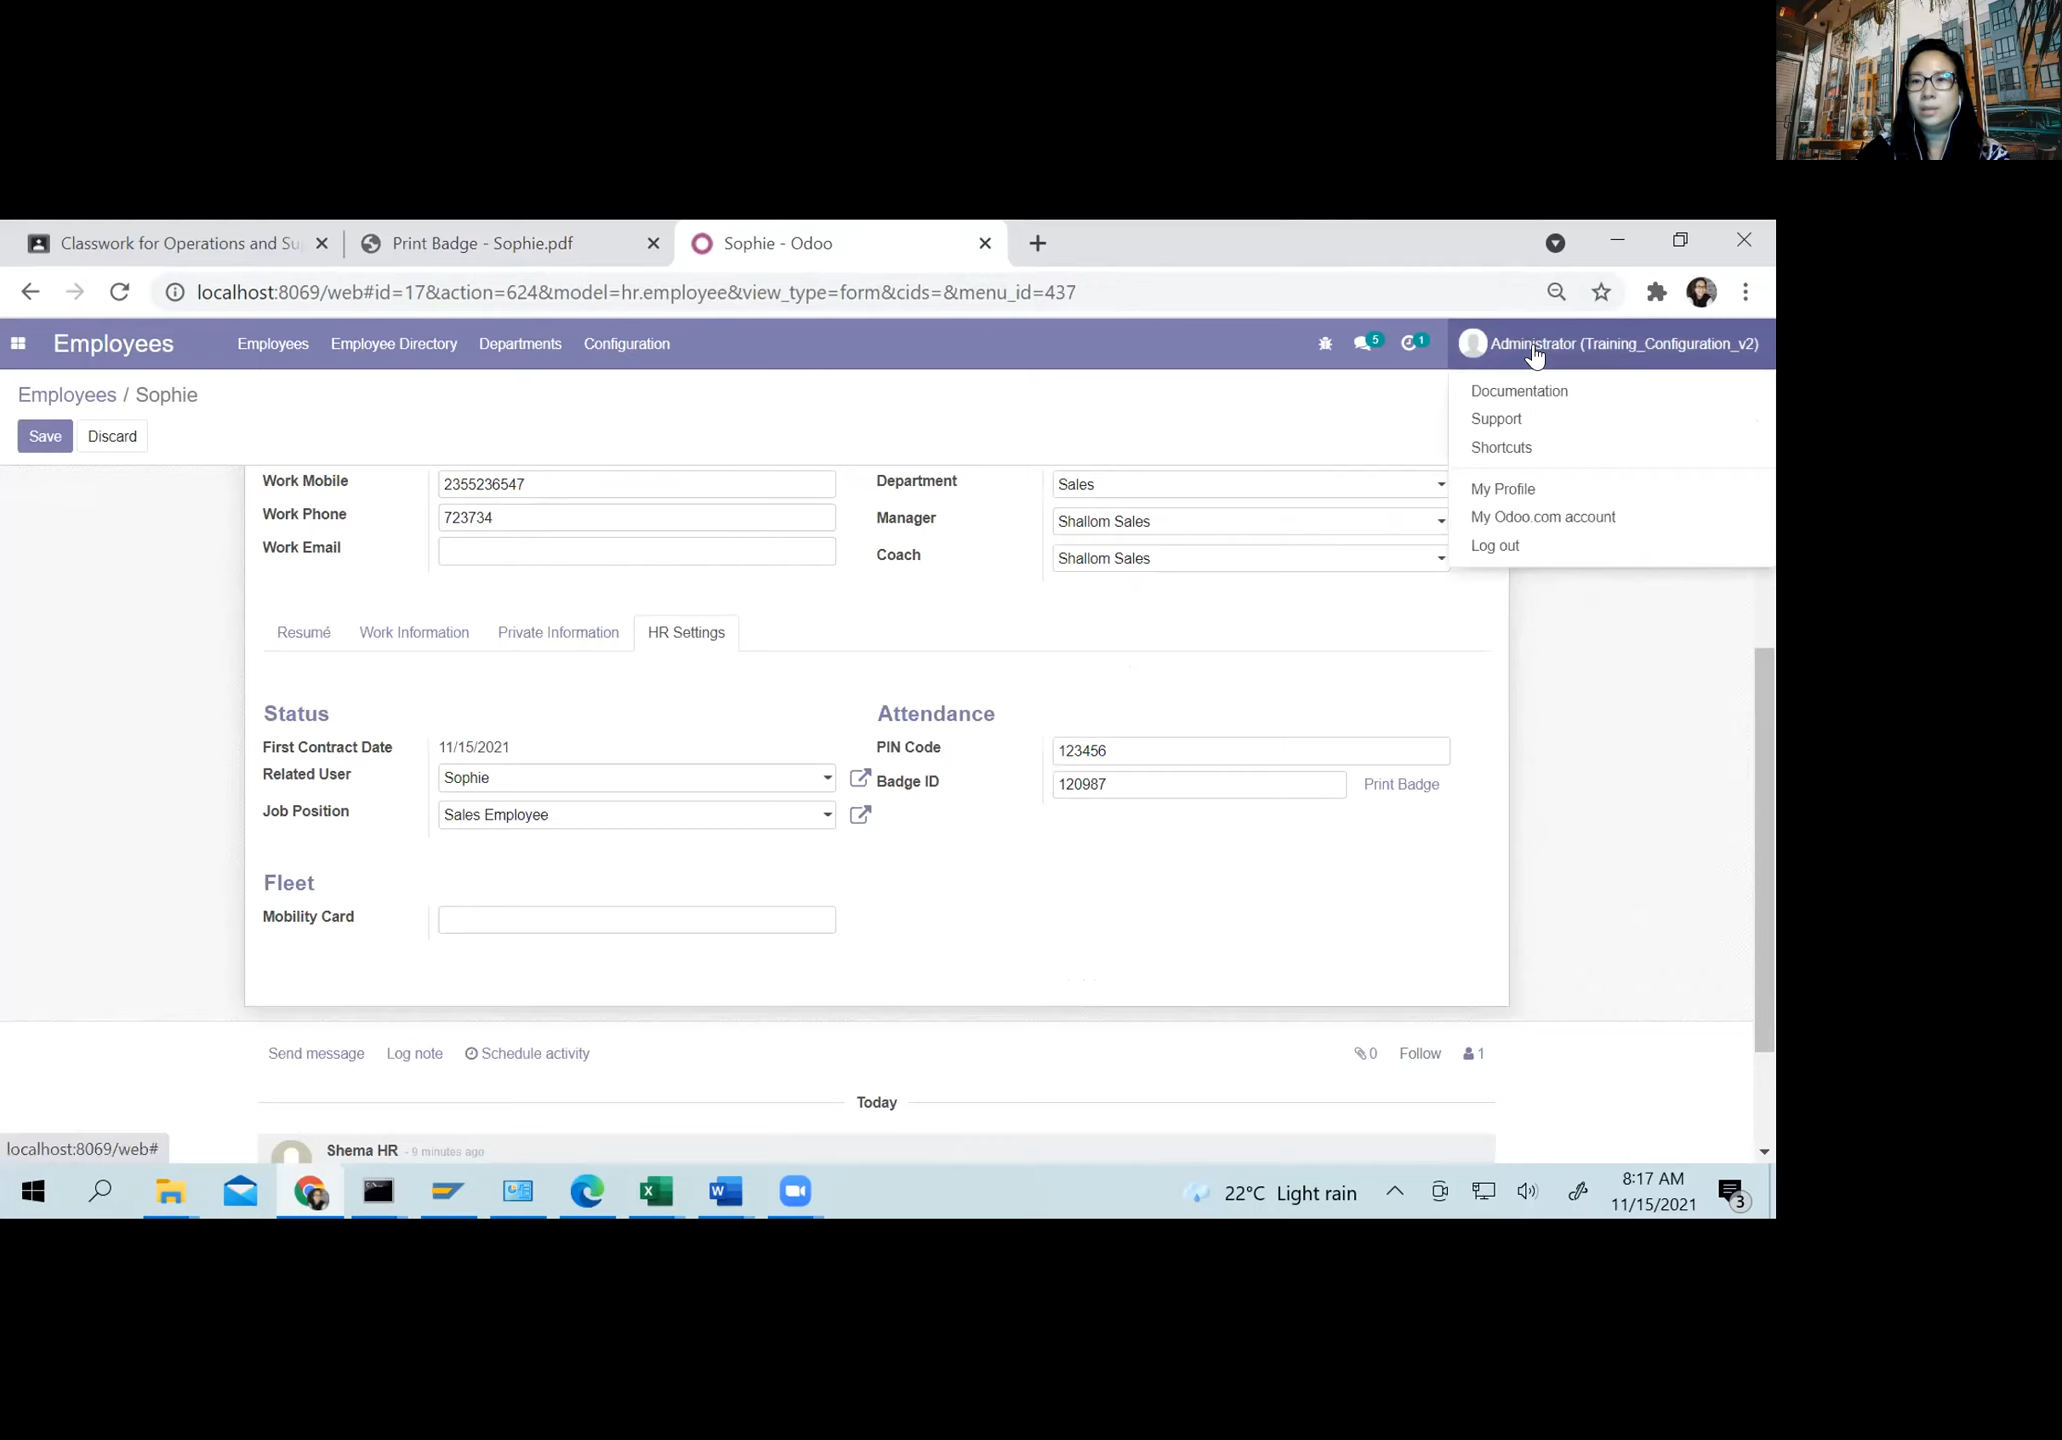 Classwork for Operations and Su
Print Badge - Sophie.pdf
Sophie - Odoo
localhost:8069/web#id=17&action=624&model=hr.employee&view_type=form&cids=&menu_id=437
Employees
Employees
Employee Directory
Departments
Configuration
5
1
Administrator (Training_Configuration_v2)
Employees / Sophie
Save
Discard
Documentation
Support
Shortcuts
My Profile
My Odoo.com account
Log out
Work Mobile
2355236547
Work Phone
723734
Work Email
Department
Sales
Manager
Shallom Sales
Coach
Shallom Sales
Resumé
Work Information
Private Information
HR Settings
Status
First Contract Date
11/15/2021
Related User
Sophie
Job Position
Sales Employee
Attendance
PIN Code
123456
Badge ID
120987
Print Badge
Fleet
Mobility Card
Send message
Log note
Schedule activity
0
Follow
1
Today
Shema HR - 9 minutes ago
localhost:8069/web#
22°C Light rain
8:17 AM
11/15/2021
3